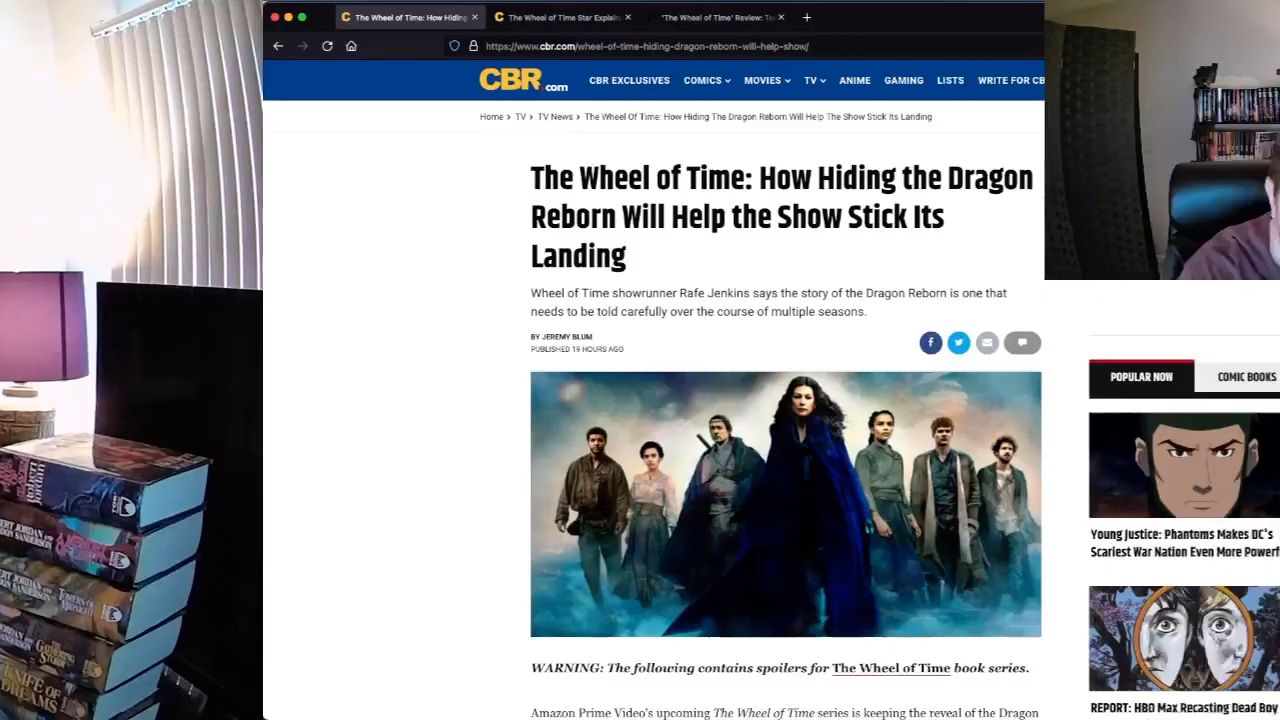 The Wheel of Time: How Hiding
The Wheel of Time Star Explain
'The Wheel of Time' Review: To
https://www.cbr.com/wheel-of-time-hiding-dragon-reborn-will-help-show/
CBR.com
CBR EXCLUSIVES COMICS MOVIES TV ANIME GAMING LISTS WRITE FOR CB
Home > TV > TV News > The Wheel Of Time: How Hiding The Dragon Reborn Will Help The Show Stick Its Landing
The Wheel of Time: How Hiding the Dragon
Reborn Will Help the Show Stick Its
Landing
Wheel of Time showrunner Rafe Jenkins says the story of the Dragon Reborn is one that
needs to be told carefully over the course of multiple seasons.
BY JEREMY BLUM
PUBLISHED 19 HOURS AGO
WARNING: The following contains spoilers for The Wheel of Time book series.
Amazon Prime Video's upcoming The Wheel of Time series is keeping the reveal of the Dragon
POPULAR NOW
COMIC BOOKS
Young Justice: Phantoms Makes DC's
Scariest War Nation Even More Powerf
REPORT: HBO Max Recasting Dead Boy
GATHERING
STORM
KNIFE OF
DREAMS